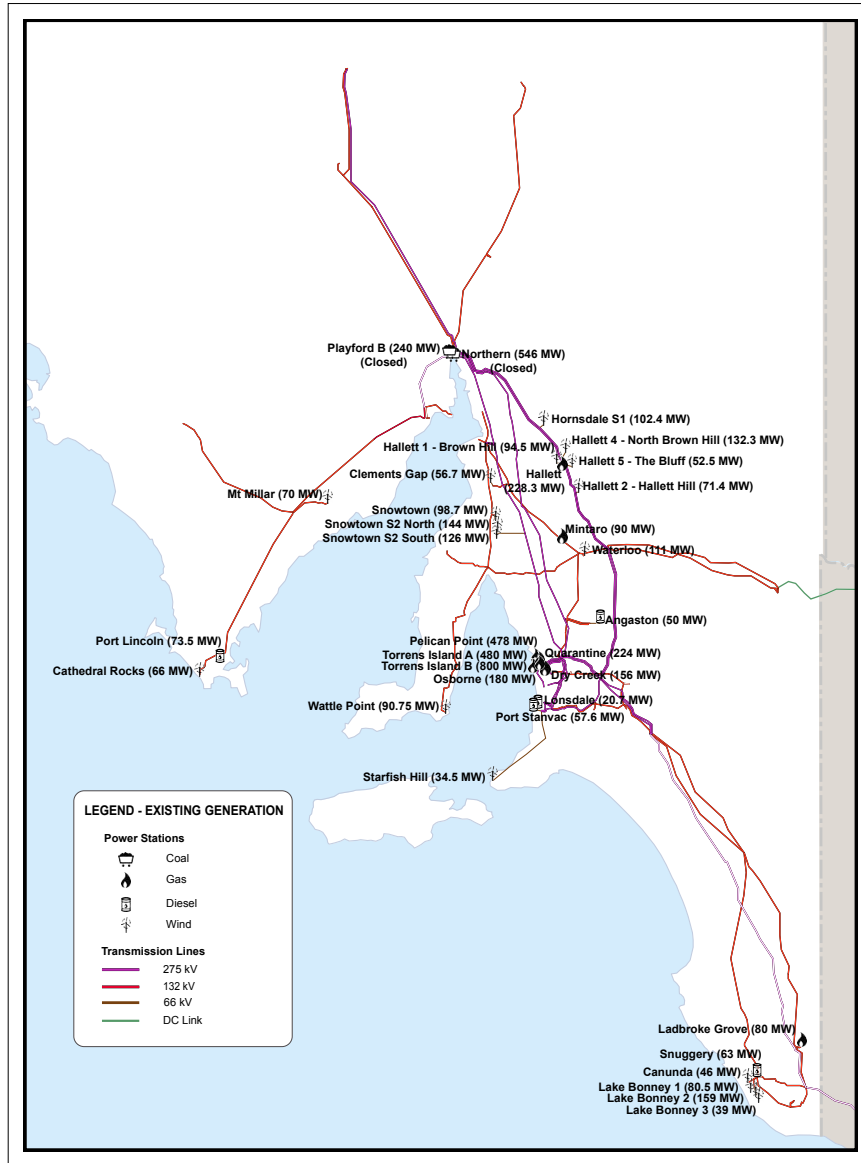 Playford B (240 MW)
(Closed)
Northern (546 MW)
(Closed)
Hornsdale S1 (102.4 MW)
Hallett 4 - North Brown Hill (132.3 MW)
Hallett 1 - Brown Hill (94.5 MW)
Hallett 5 - The Bluff (52.5 MW)
Hallett
(228.3 MW)
Clements Gap (56.7 MW)
Hallett 2 - Hallett Hill (71.4 MW)
Mt Millar (70 MW)
Snowtown (98.7 MW)
Snowtown S2 North (144 MW)
Snowtown S2 South (126 MW)
Mintaro (90 MW)
Waterloo (111 MW)
Angaston (50 MW)
Port Lincoln (73.5 MW)
Cathedral Rocks (66 MW)
Pelican Point (478 MW)
Torrens Island A (480 MW)
Torrens Island B (800 MW)
Osborne (180 MW)
Quarantine (224 MW)
Dry Creek (156 MW)
Wattle Point (90.75 MW)
Lonsdale (20.7 MW)
Port Stanvac (57.6 MW)
Starfish Hill (34.5 MW)
LEGEND - EXISTING GENERATION
Power Stations
Coal
Gas
Diesel
Wind
Transmission Lines
275 kV
132 kV
66 kV
DC Link
Ladbroke Grove (80 MW)
Snuggery (63 MW)
Canunda (46 MW)
Lake Bonney 1 (80.5 MW)
Lake Bonney 2 (159 MW)
Lake Bonney 3 (39 MW)